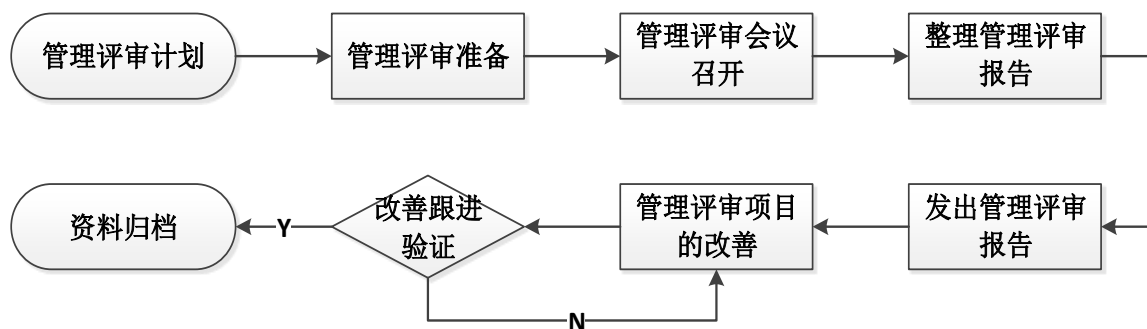 管理评审计划
管理评审准备
管理评审会议
召开
整理管理评审
报告
发出管理评审
报告
管理评审项目
的改善
改善跟进
验证
Y
N
资料归档